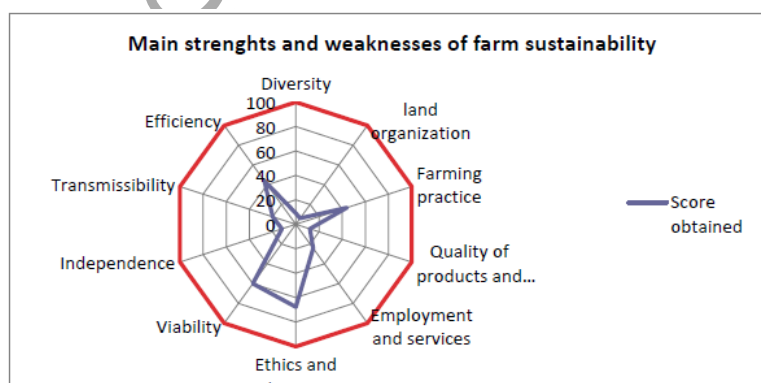 Main strenghts and weaknesses of farm sustainability
Diversity
100
80
60
40
20
0
land
organization
Farming
practice
Quality of
products and...
Employment
and services
Ethics and
Viability
Independence
Transmissibility
Efficiency
Score
obtained